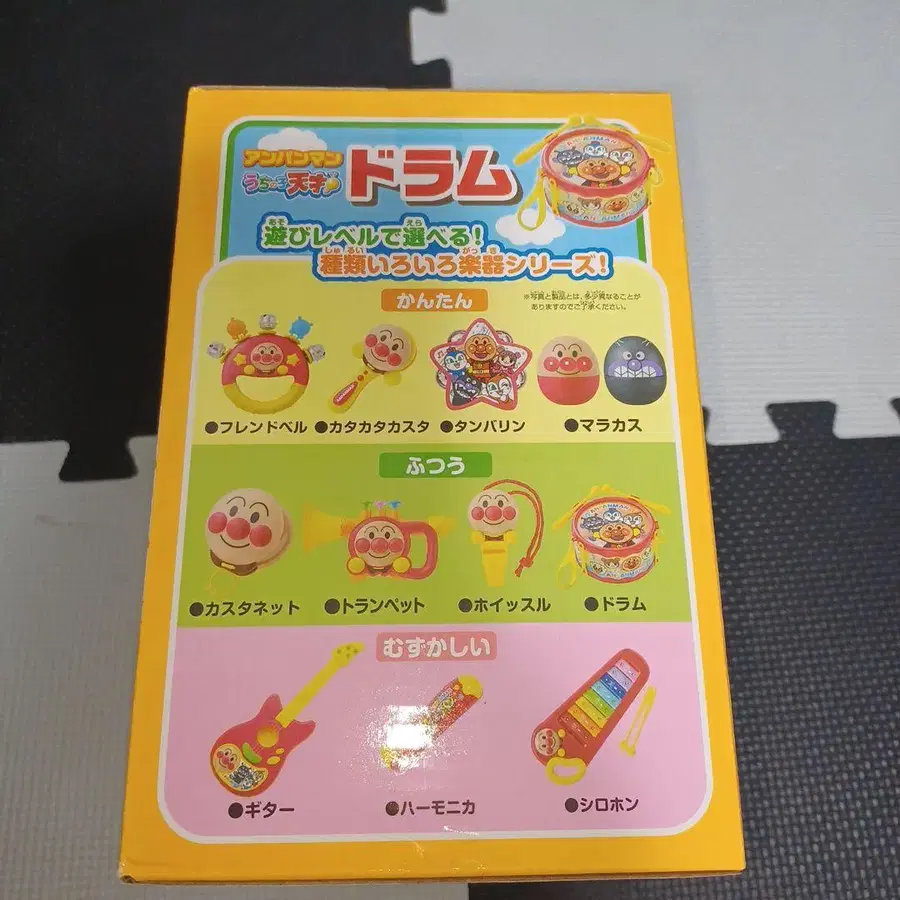 アンパンマン
うちの子天才
ドラム
遊びレベルで選べる!
種類いろいろ楽器シリーズ!
かんたん
※写真と製品とは、多少異なることが
ありますのでご了承ください。
●フレンドベル ●カタカタカスタ ●タンバリン ●マラカス
ふつう
●カスタネット ●トランペット ●ホイッスル ●ドラム
むずかしい
●ギター ●ハーモニカ ●シロホン